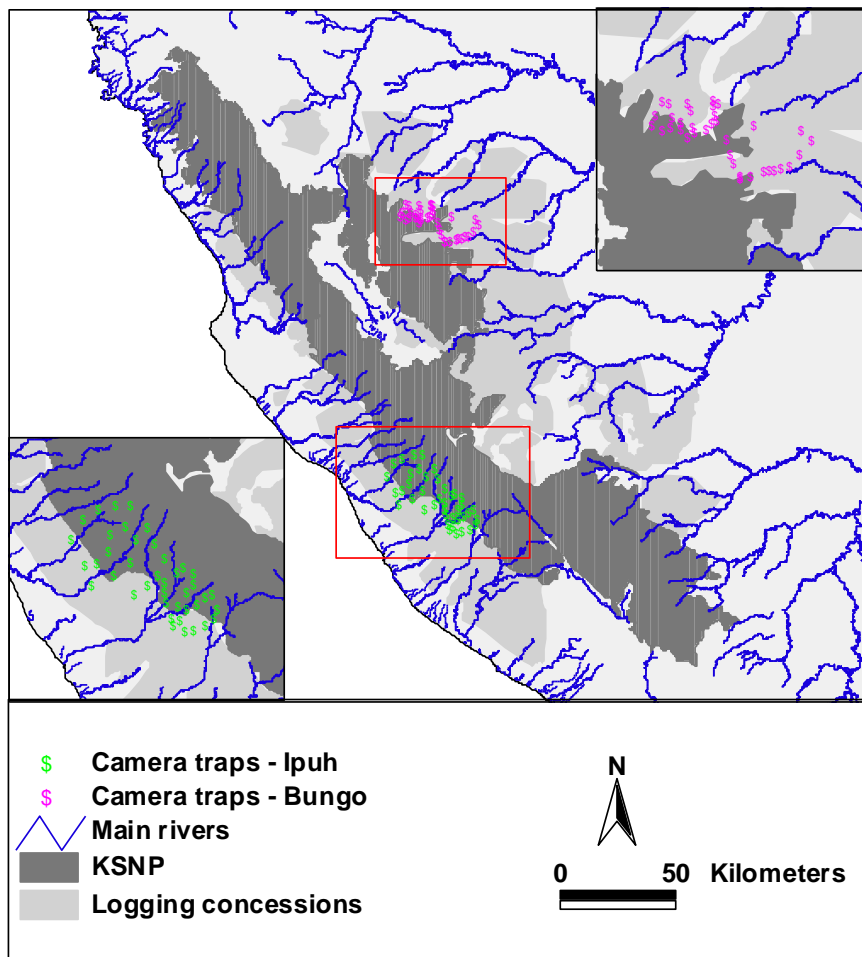 $ Camera traps - Ipuh
$ Camera traps - Bungo
Main rivers
KSNP
Logging concessions
N
0 50 Kilometers